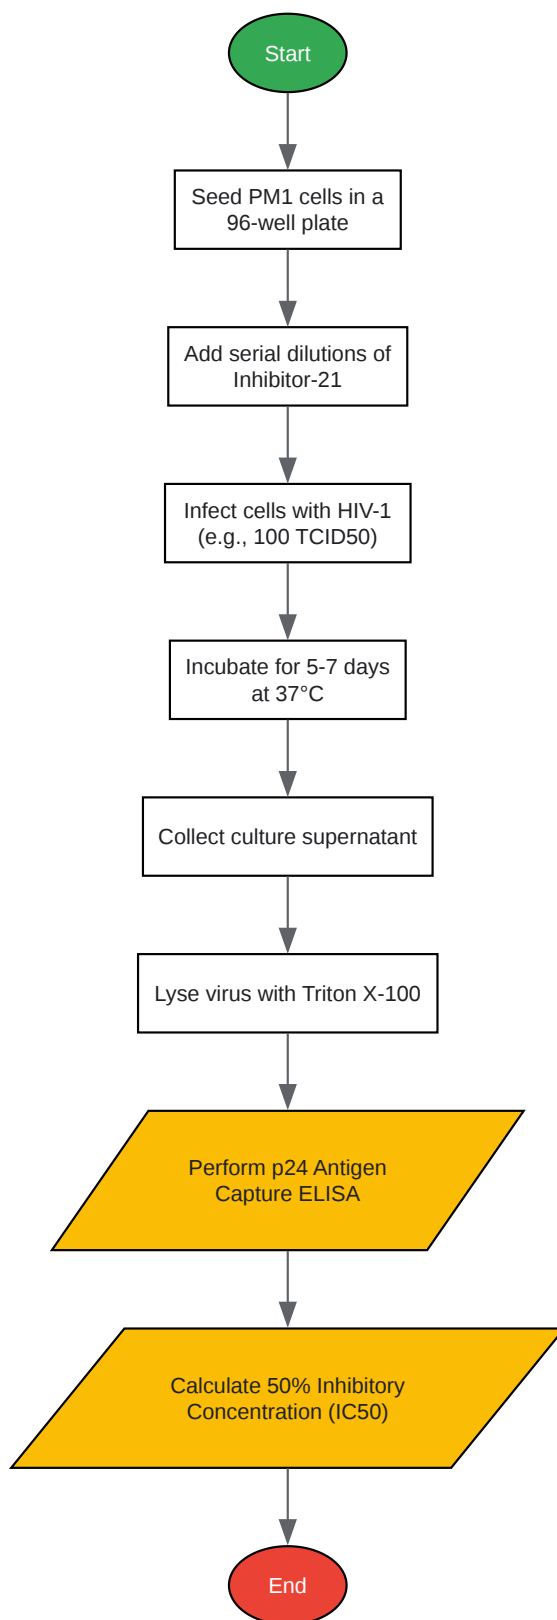 Start
Seed PM1 cells in a
96-well plate
Add serial dilutions of
Inhibitor-21
Infect cells with HIV-1
(e.g., 100 TCID50)
Incubate for 5-7 days
at 37°C
Collect culture supernatant
Lyse virus with Triton X-100
Perform p24 Antigen
Capture ELISA
Calculate 50% Inhibitory
Concentration (IC50)
End